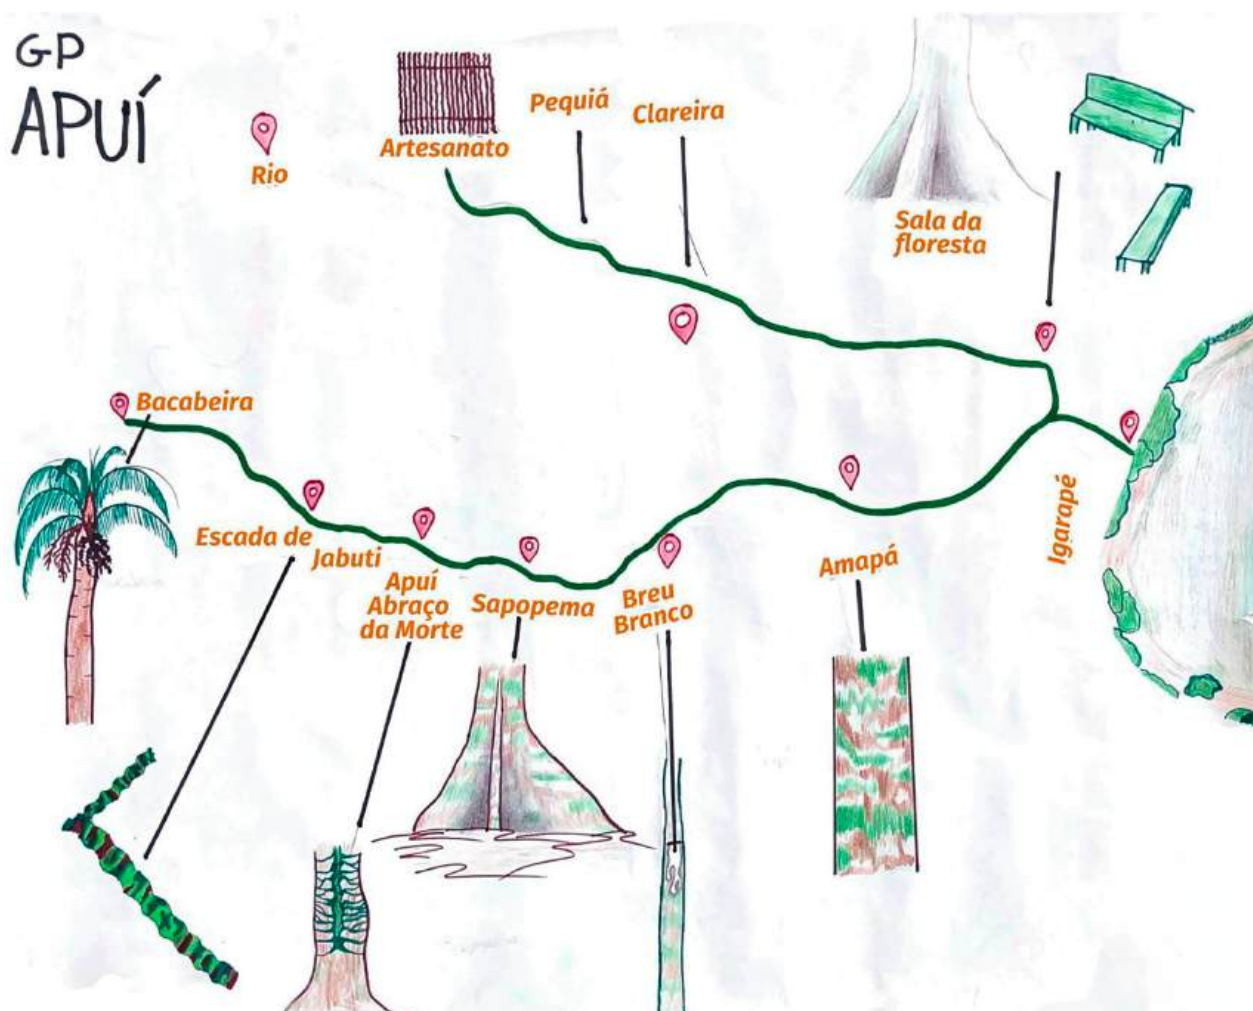 GP
APUÍ
Rio
Artesanato
Pequiá
Clareira
Sala da
floresta
Bacabeira
Escada de
Jabuti
Apuí
Abraço
da Morte
Sapopema
Breu
Branco
Amapá
Igarapé